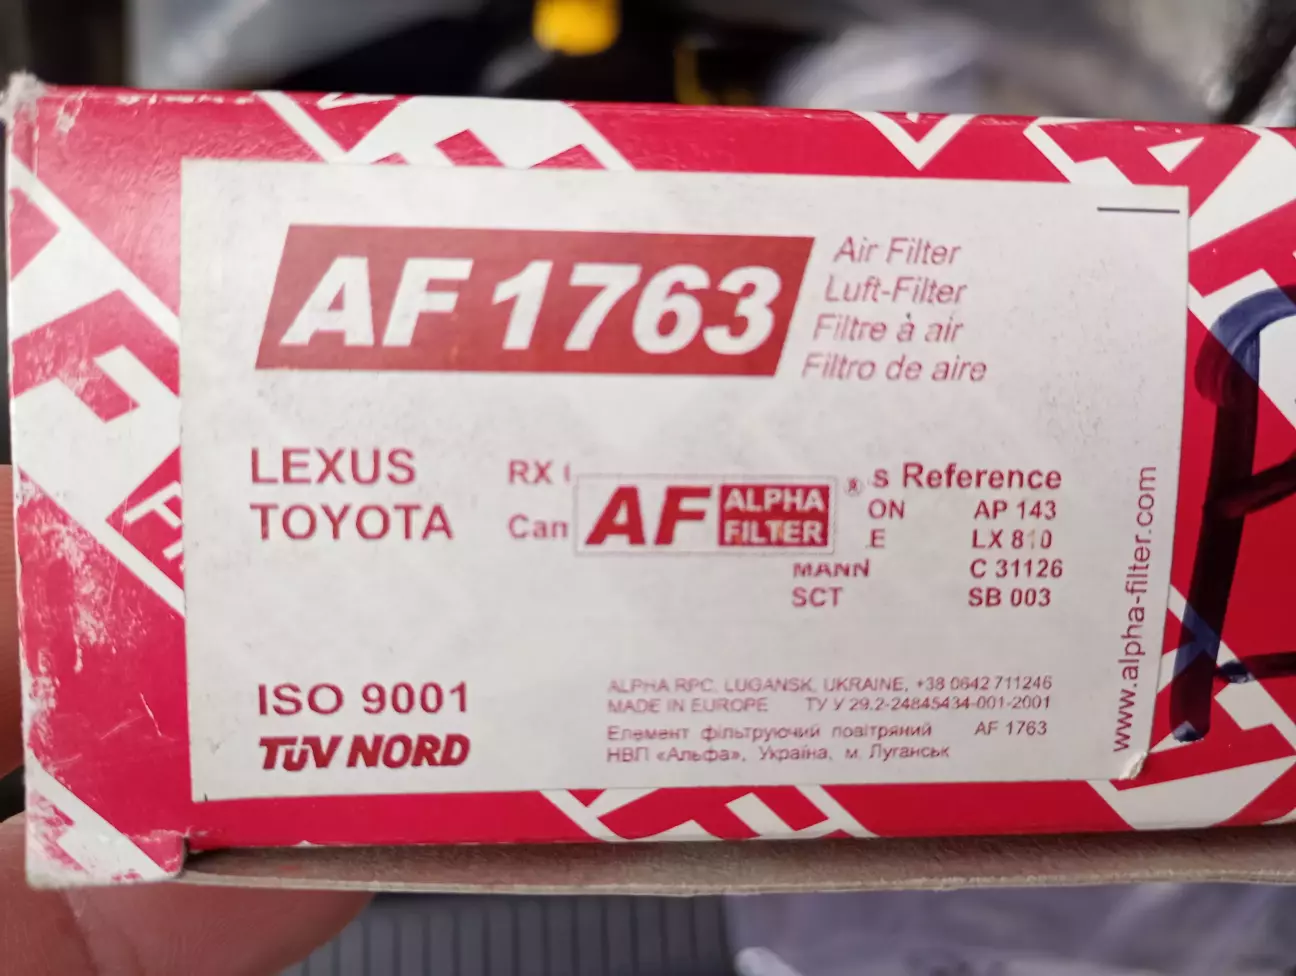 AF 1763
Air Filter
Luft-Filter
Filtre à air
Filtro de aire
LEXUS RX
TOYOTA Can
AF ALPHA FILTER ®
s Reference
ON AP 143
E LX 810
MANN C 31126
SCT SB 003
ISO 9001
TÜV NORD
ALPHA RPC, LUGANSK, UKRAINE, +38 0642 711246
MADE IN EUROPE ТУ У 29.2-24845434-001-2001
Елемент фільтруючий повітряний AF 1763
НВП «Альфа», Україна, м. Луганськ
www.alpha-filter.com